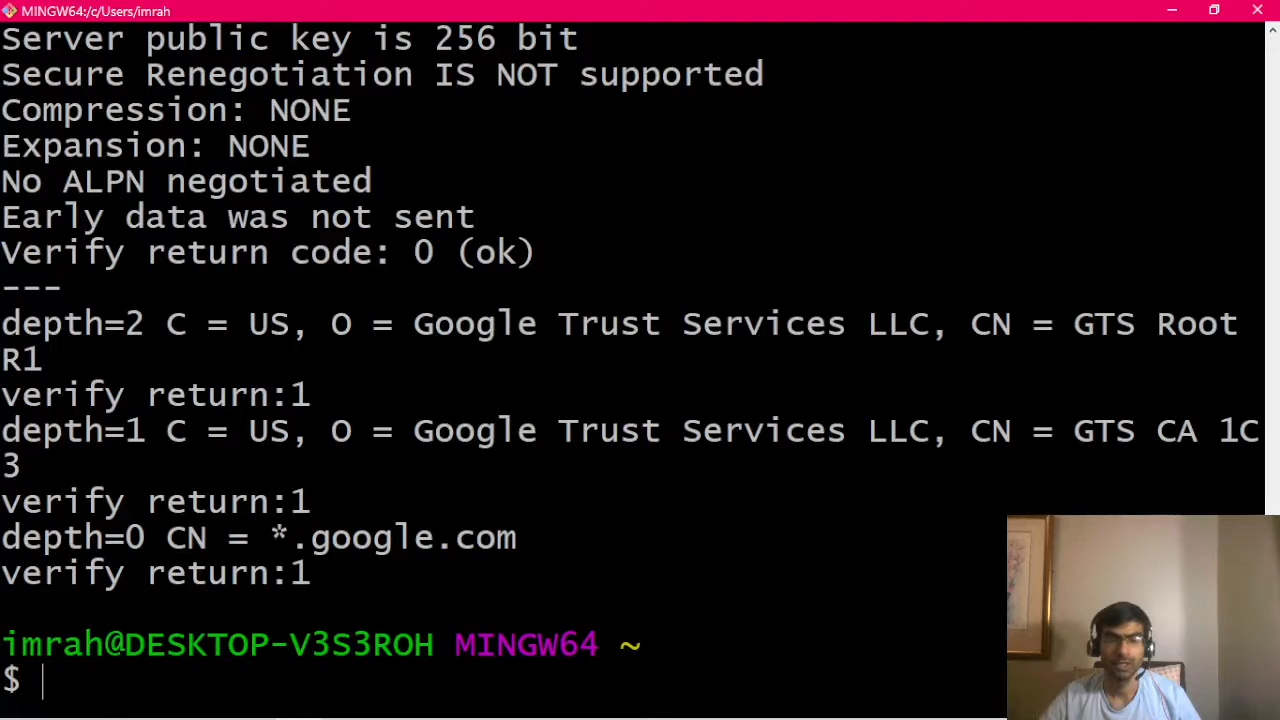 MINGW64:/c/Users/imrah
Server public key is 256 bit
Secure Renegotiation IS NOT supported
Compression: NONE
Expansion: NONE
No ALPN negotiated
Early data was not sent
Verify return code: 0 (ok)
---
depth=2 C = US, O = Google Trust Services LLC, CN = GTS Root
R1
verify return:1
depth=1 C = US, O = Google Trust Services LLC, CN = GTS CA 1C
3
verify return:1
depth=0 CN = *.google.com
verify return:1
imrah@DESKTOP-V3S3ROH MINGW64 ~
$